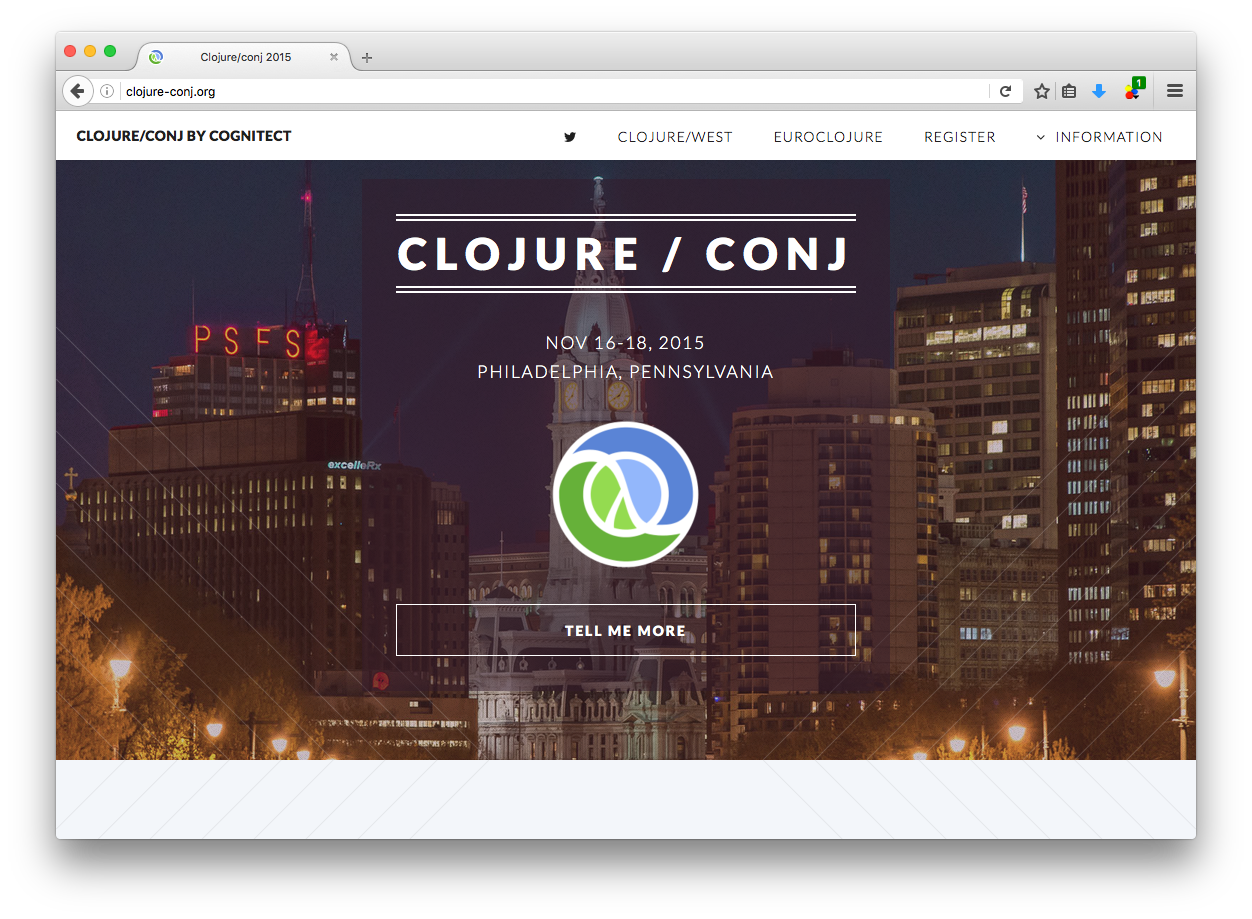 Clojure/conj 2015
clojure-conj.org
1
CLOJURE/CONJ BY COGNITECT
CLOJURE/WEST
EUROCLOJURE
REGISTER
INFORMATION
CLOJURE / CONJ
PSFS
NOV 16-18, 2015
PHILADELPHIA, PENNSYLVANIA
excelleRx
TELL ME MORE